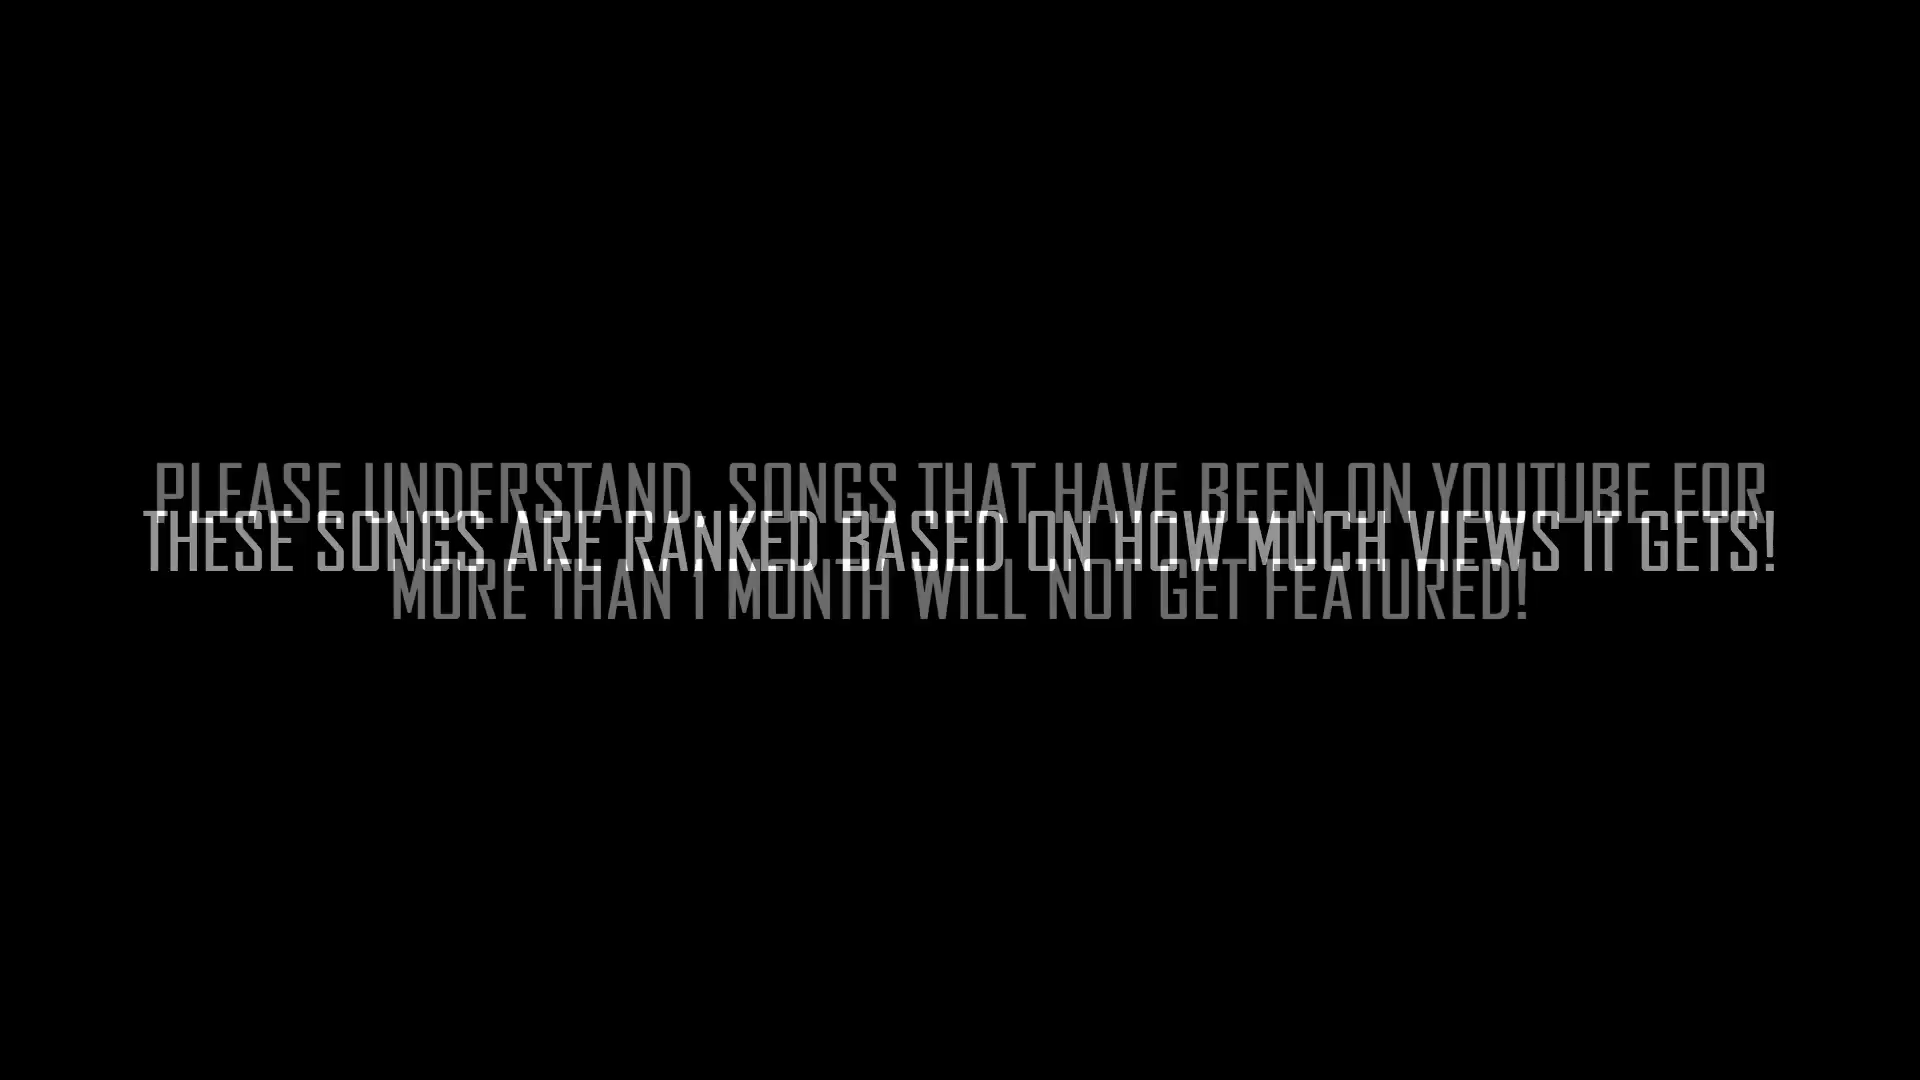 PLEASE UNDERSTAND, SONGS THAT HAVE BEEN ON YOUTUBE FOR
THESE SONGS ARE RANKED BASED ON HOW MUCH VIEWS IT GETS!
MORE THAN 1 MONTH WILL NOT GET FEATURED!